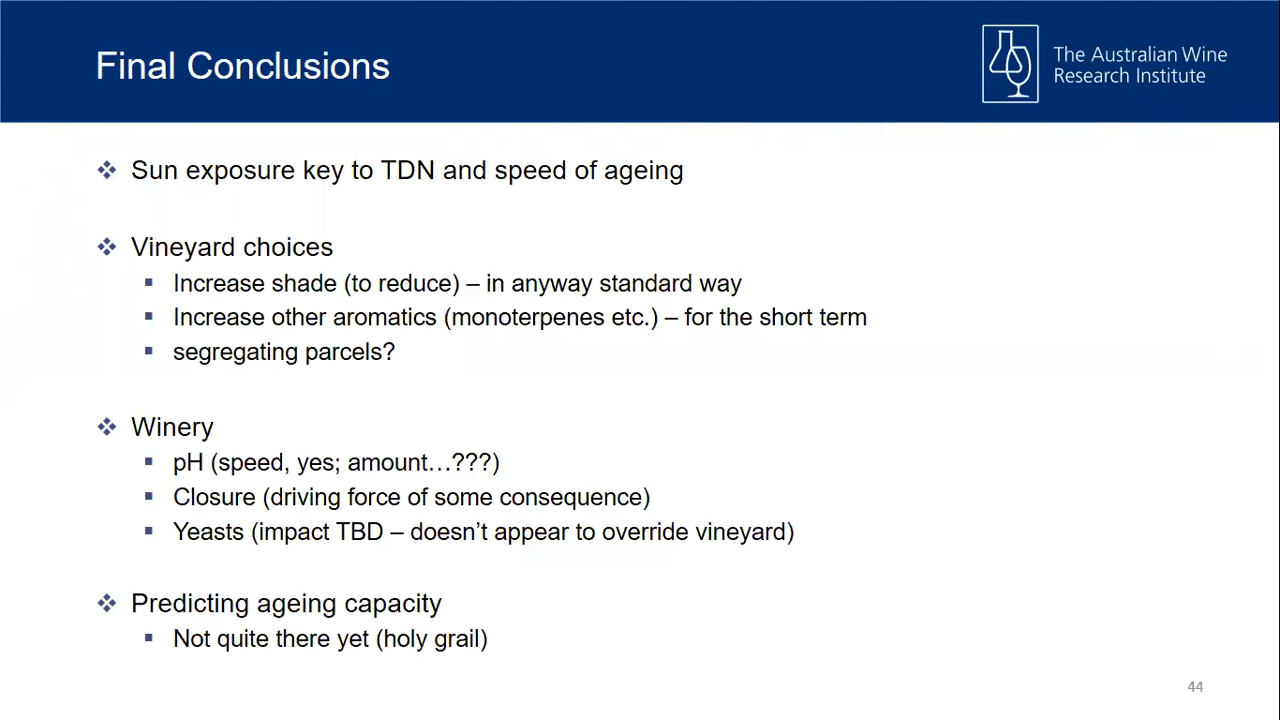 Final Conclusions
The Australian Wine
Research Institute
❖ Sun exposure key to TDN and speed of ageing
❖ Vineyard choices
▪ Increase shade (to reduce) – in anyway standard way
▪ Increase other aromatics (monoterpenes etc.) – for the short term
▪ segregating parcels?
❖ Winery
▪ pH (speed, yes; amount…???)
▪ Closure (driving force of some consequence)
▪ Yeasts (impact TBD – doesn’t appear to override vineyard)
❖ Predicting ageing capacity
▪ Not quite there yet (holy grail)
44